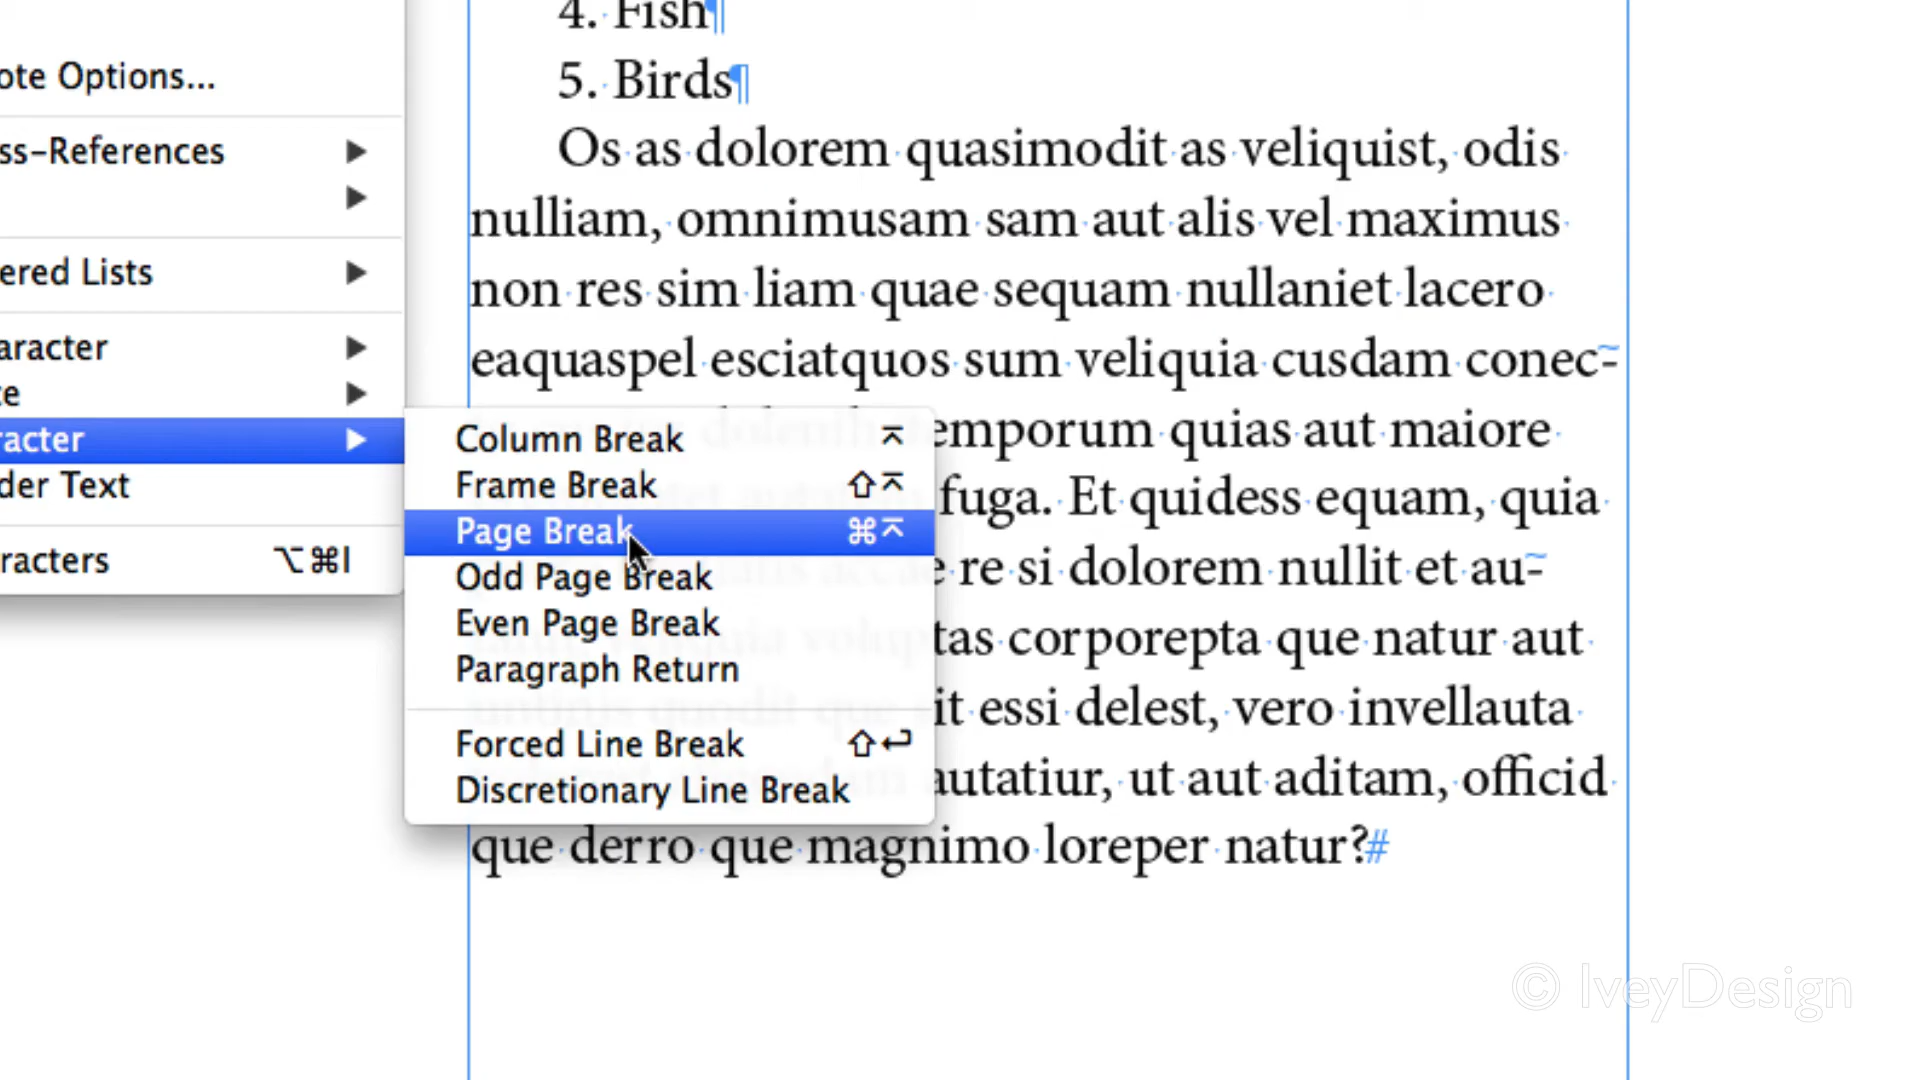 4. Fish¶
5. Birds¶
Os as dolorem quasimodit as veliquist, odis
nulliam, omnimusam sam aut alis vel maximus
non res sim liam quae sequam nullaniet lacero
eaquaspel esciatquos sum veliquia cusdam conec-
emporum quias aut maiore
fuga. Et quidess equam, quia
e re si dolorem nullit et au-
tas corporepta que natur aut
it essi delest, vero invellauta
autatiur, ut aut aditam, officid
que derro que magnimo loreper natur?#
ote Options...
ss-References
ered Lists
aracter
te
racter
der Text
racters ⌥⌘I
Column Break ⌤
Frame Break ⇧⌤
Page Break ⌘⌤
Odd Page Break
Even Page Break
Paragraph Return
Forced Line Break ⇧↩
Discretionary Line Break
© IveyDesign